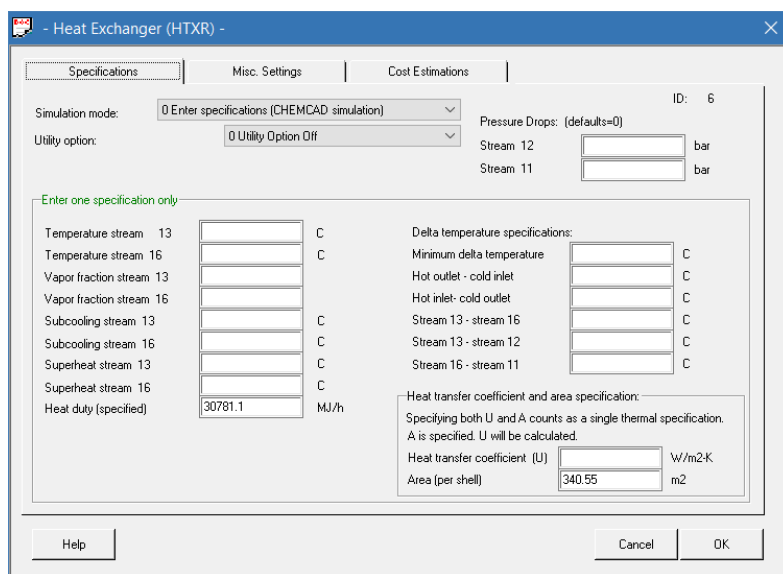 - Heat Exchanger (HTXR) -
Specifications
Misc. Settings
Cost Estimations
ID: 6
Simulation mode: 0 Enter specifications (CHEMCAD simulation)
Utility option: 0 Utility Option Off
Pressure Drops: (defaults=0)
Stream 12 bar
Stream 11 bar
Enter one specification only
Temperature stream 13 C
Temperature stream 16 C
Vapor fraction stream 13
Vapor fraction stream 16
Subcooling stream 13 C
Subcooling stream 16 C
Superheat stream 13 C
Superheat stream 16 C
Heat duty (specified) 30781.1 MJ/h
Delta temperature specifications:
Minimum delta temperature C
Hot outlet - cold inlet C
Hot inlet- cold outlet C
Stream 13 - stream 16 C
Stream 13 - stream 12 C
Stream 16 - stream 11 C
Heat transfer coefficient and area specification:
Specifying both U and A counts as a single thermal specification.
A is specified. U will be calculated.
Heat transfer coefficient (U) W/m2-K
Area (per shell) 340.55 m2
Help
Cancel
OK